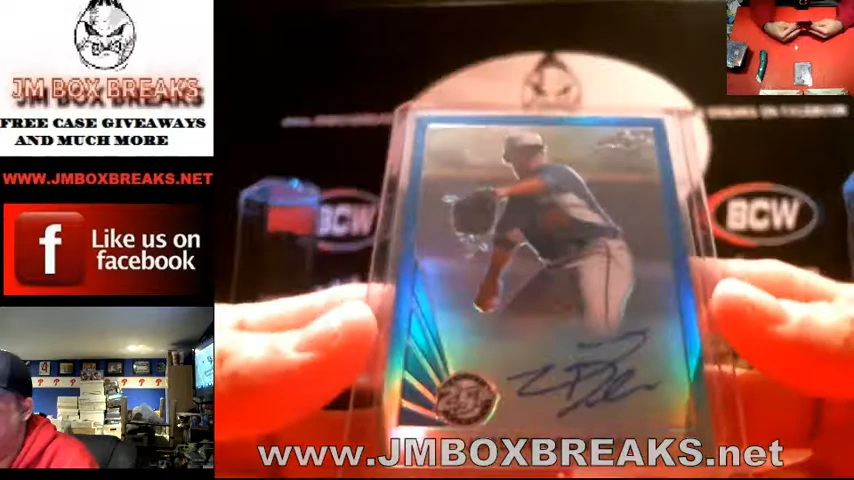 JM BOX BREAKS
FREE CASE GIVEAWAYS
AND MUCH MORE
WWW.JMBOXBREAKS.NET
f
Like us on
facebook
BCW
BCW
www.JMBOXBREAKS.net